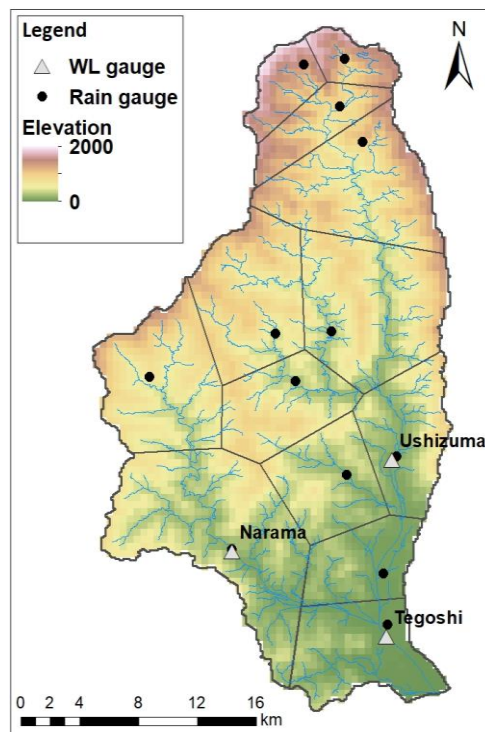 Legend
WL gauge
Rain gauge
Elevation
2000
0
N
Ushizuma
Narama
Tegoshi
0 2 4 8 12 16
km